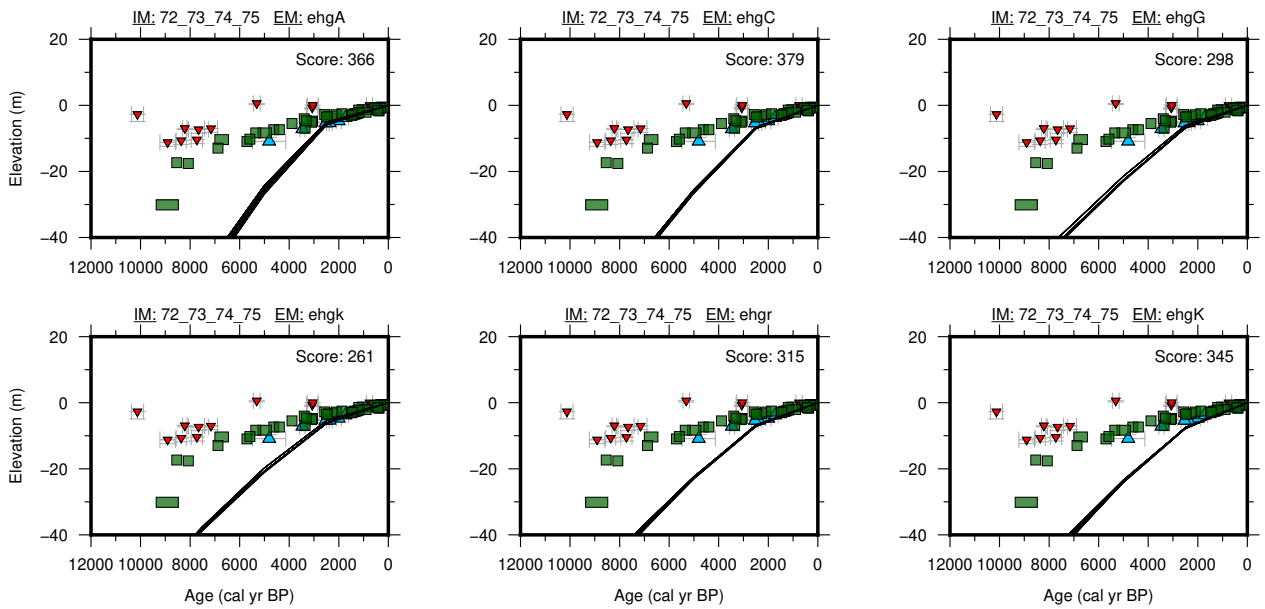 IM: 72_73_74_75 EM: ehgA
IM: 72_73_74_75 EM: ehgC
IM: 72_73_74_75 EM: ehgG
20
0
−20
−40
Elevation (m)
Score: 366
12000 10000 8000 6000 4000 2000 0
20
0
−20
−40
Score: 379
12000 10000 8000 6000 4000 2000 0
20
0
−20
−40
Score: 298
12000 10000 8000 6000 4000 2000 0
IM: 72_73_74_75 EM: ehgk
IM: 72_73_74_75 EM: ehgr
IM: 72_73_74_75 EM: ehgK
20
0
−20
−40
Elevation (m)
Score: 261
12000 10000 8000 6000 4000 2000 0
Age (cal yr BP)
20
0
−20
−40
Score: 315
12000 10000 8000 6000 4000 2000 0
Age (cal yr BP)
20
0
−20
−40
Score: 345
12000 10000 8000 6000 4000 2000 0
Age (cal yr BP)